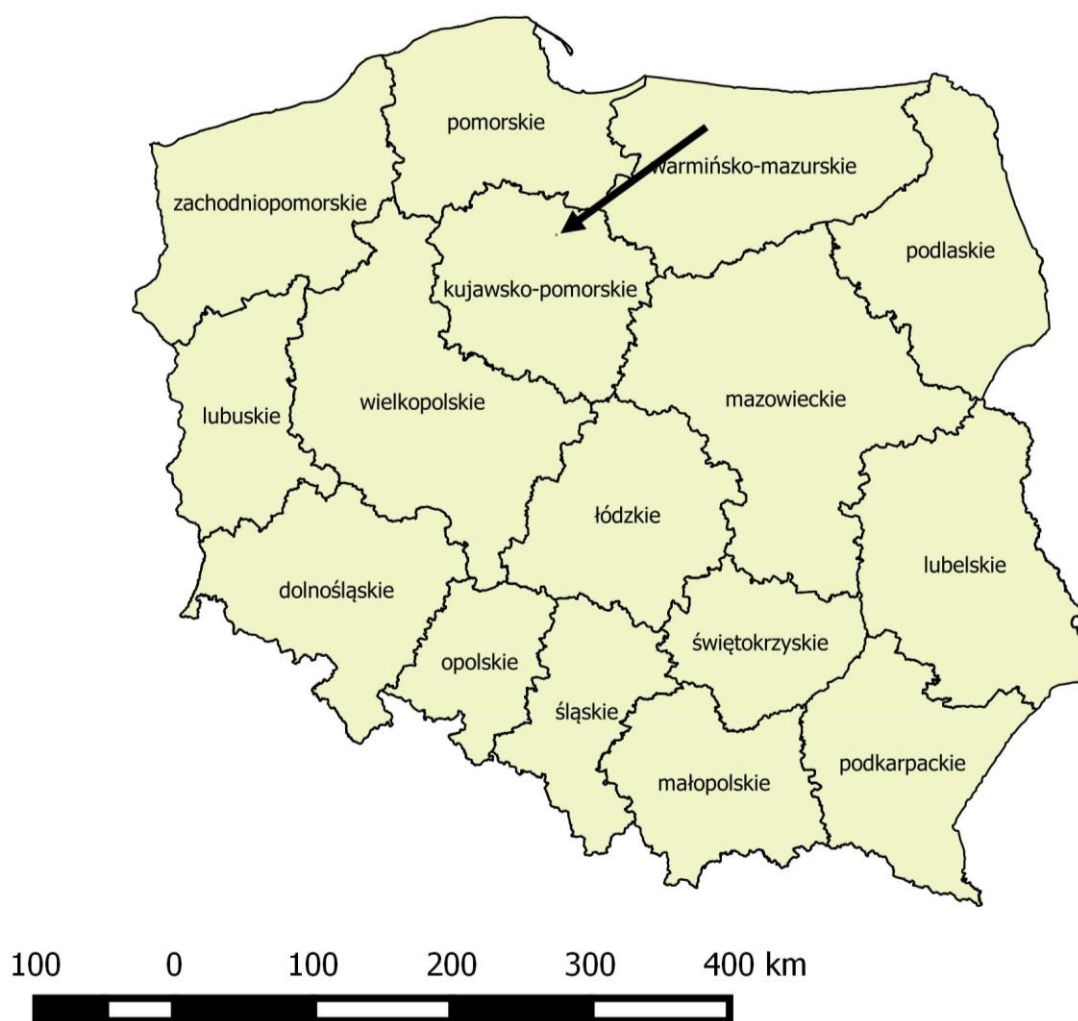 pomorskie
warmińsko-mazurskie
zachodniopomorskie
podlaskie
kujawsko-pomorskie
mazowieckie
wielkopolskie
lubuskie
łódzkie
lubelskie
dolnośląskie
świętokrzyskie
opolskie
śląskie
podkarpackie
małopolskie
100 0 100 200 300 400 km